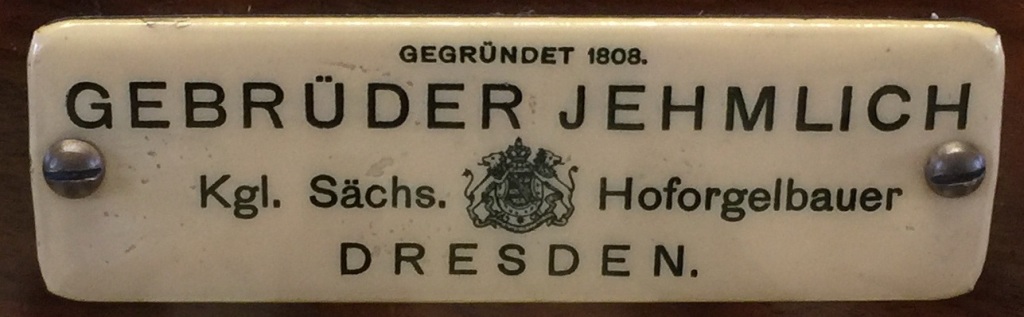 GEGRÜNDET 1808.
GEBRÜDER JEHMLICH
Kgl. Sächs. Hoforgelbauer
DRESDEN.